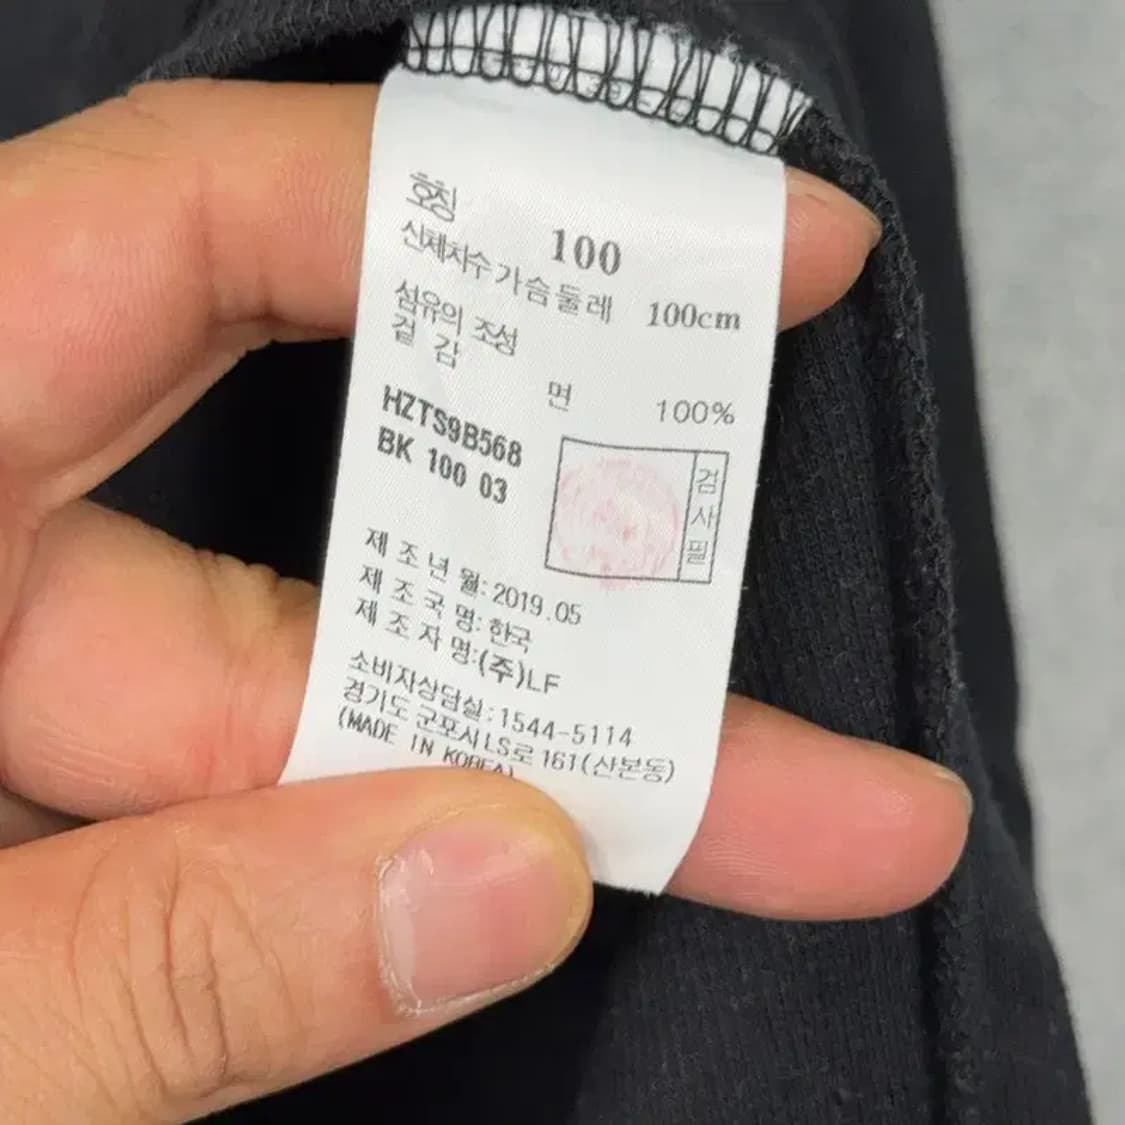 호칭 100
신체치수 가슴둘레 100cm
섬유의 조성
겉감
면 100%
HZTS9B568
BK 100 03
검사필
제조년월: 2019.05
제조국명: 한국
제조자명:(주)LF
소비자상담실:1544-5114
경기도 군포시 LS로 161(산본동)
(MADE IN KOREA)